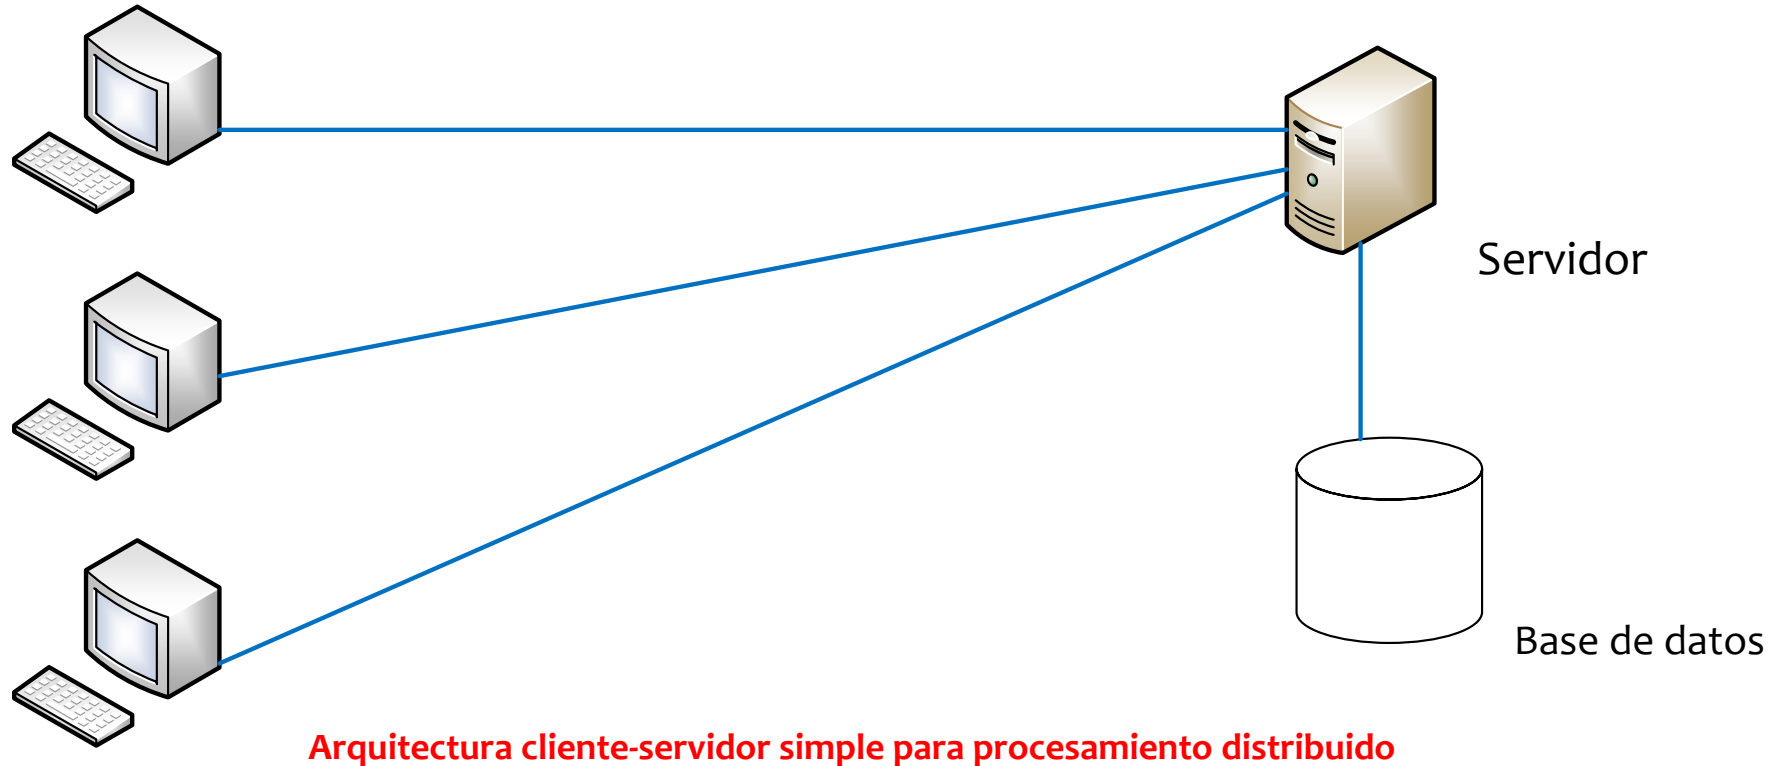 Servidor
Base de datos
Arquitectura cliente-servidor simple para procesamiento distribuido